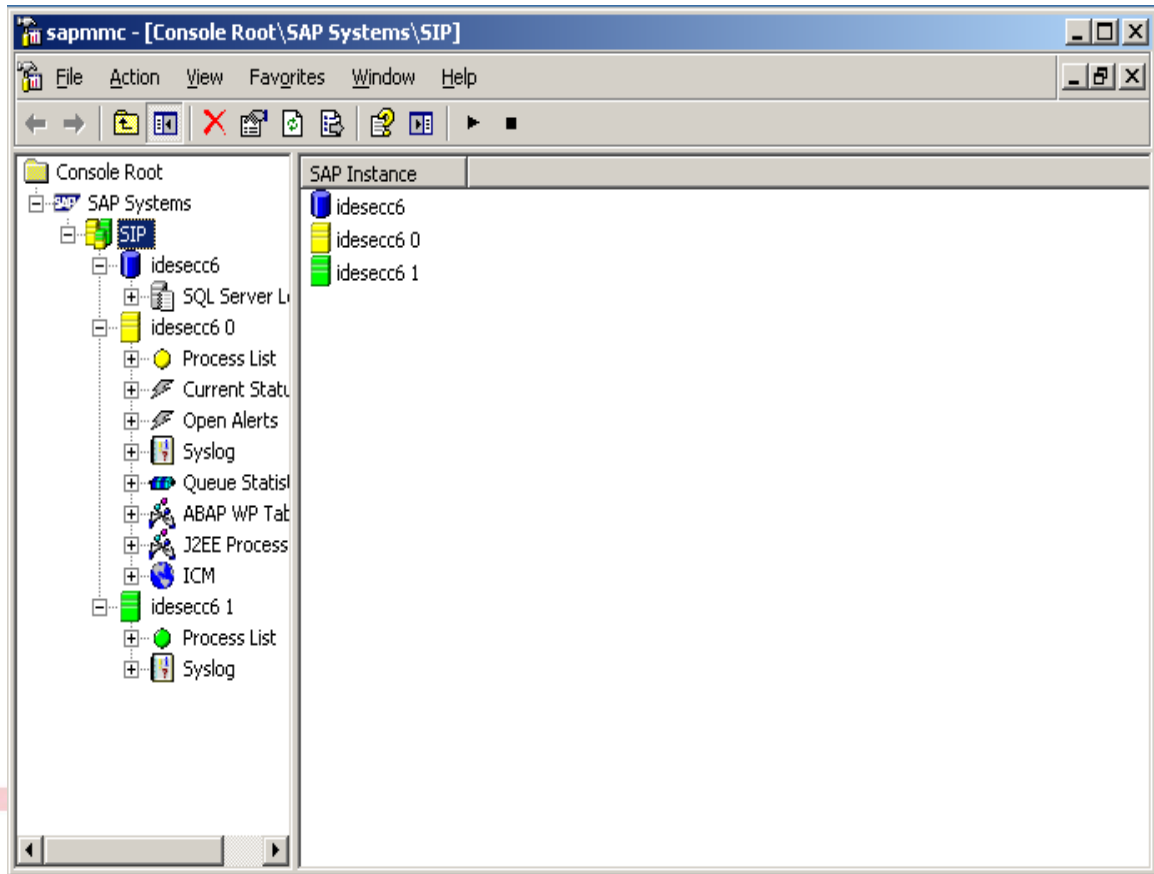 sapmmc - [Console Root\SAP Systems\SIP]
File Action View Favorites Window Help
Console Root
SAP Systems
SIP
idesecc6
SQL Server L
idesecc6 0
Process List
Current Statu
Open Alerts
Syslog
Queue Statis
ABAP WP Tab
J2EE Process
ICM
idesecc6 1
Process List
Syslog
SAP Instance
idesecc6
idesecc6 0
idesecc6 1